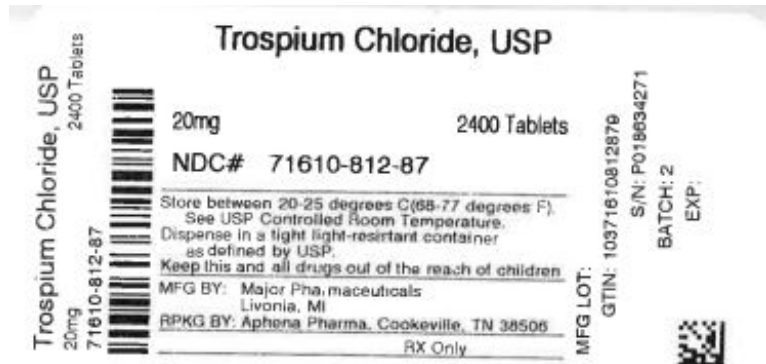 Trospium Chloride, USP
20mg 2400 Tablets
NDC# 71610-812-87
Store between 20-25 degrees C(68-77 degrees F).
See USP Controlled Room Temperature.
Dispense in a tight light-resirtant container
as defined by USP.
Keep this and all drugs out of the reach of children
MFG BY: Major Pharmaceuticals
Livonia, MI
RPKG BY: Aphena Pharma, Cookeville, TN 38506
RX Only
Trospium Chloride, USP
20mg 2400 Tablets
71610-812-87
MFG LOT:
GTIN: 10371610812879
S/N: P018634271
BATCH: 2
EXP: